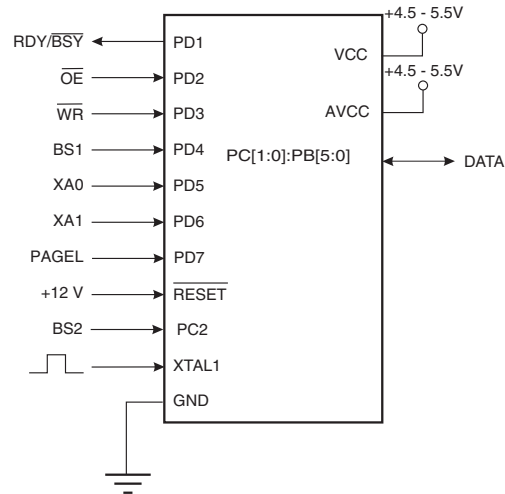 +4.5 - 5.5V
RDY/BSY PD1
VCC
+4.5 - 5.5V
OE PD2
WR PD3 AVCC
BS1 PD4 PC[1:0]:PB[5:0] DATA
XA0 PD5
XA1 PD6
PAGEL PD7
+12 V RESET
BS2 PC2
XTAL1
GND